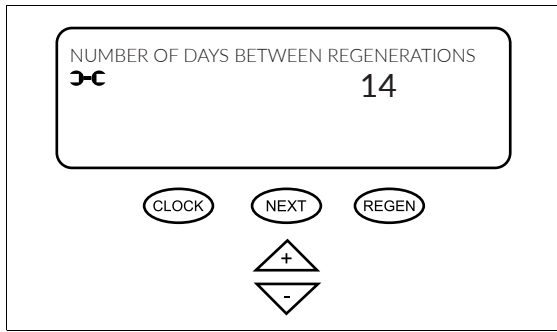 NUMBER OF DAYS BETWEEN REGENERATIONS
14
CLOCK NEXT REGEN
+
-